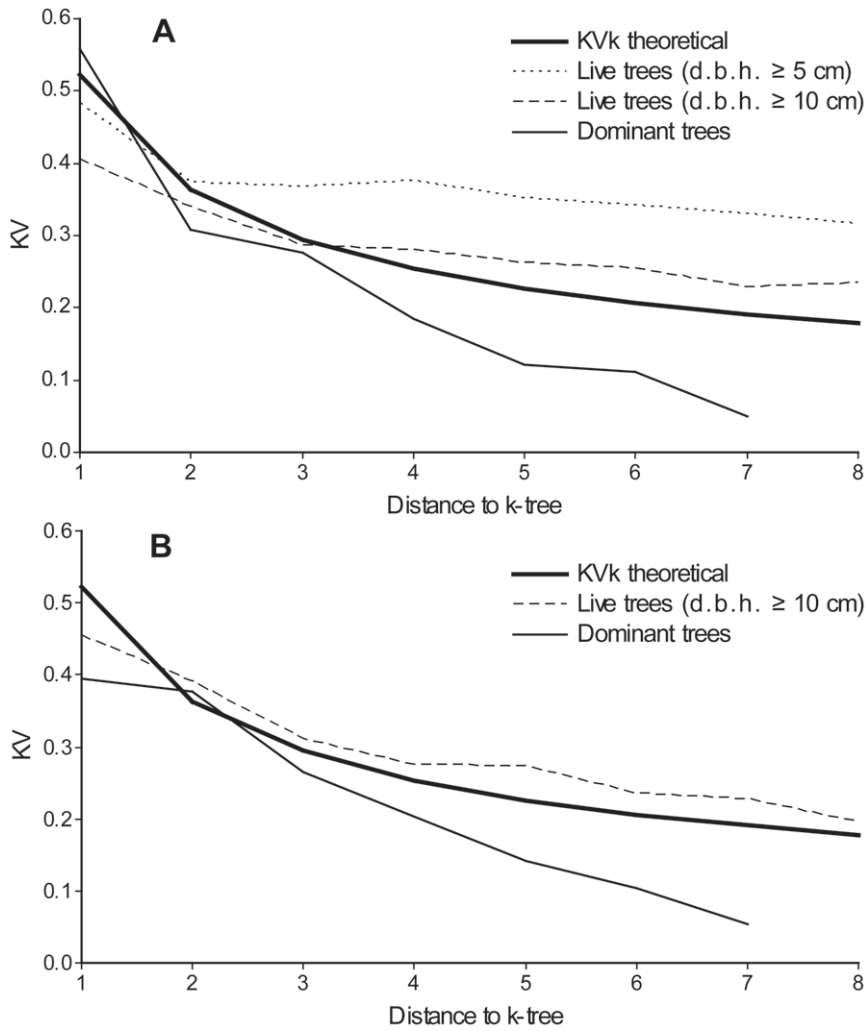 A
KVk theoretical
Live trees (d.b.h. ≥ 5 cm)
Live trees (d.b.h. ≥ 10 cm)
Dominant trees
0.6
0.5
0.4
0.3
0.2
0.1
0.0
KV
1 2 3 4 5 6 7 8
Distance to k-tree
B
KVk theoretical
Live trees (d.b.h. ≥ 10 cm)
Dominant trees
0.6
0.5
0.4
0.3
0.2
0.1
0.0
KV
1 2 3 4 5 6 7 8
Distance to k-tree